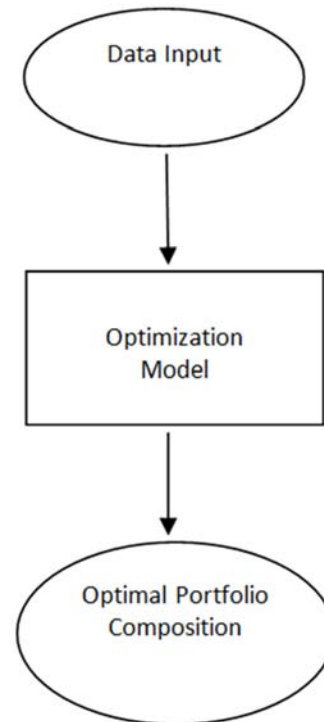 Data Input
Optimization
Model
Optimal Portfolio
Composition